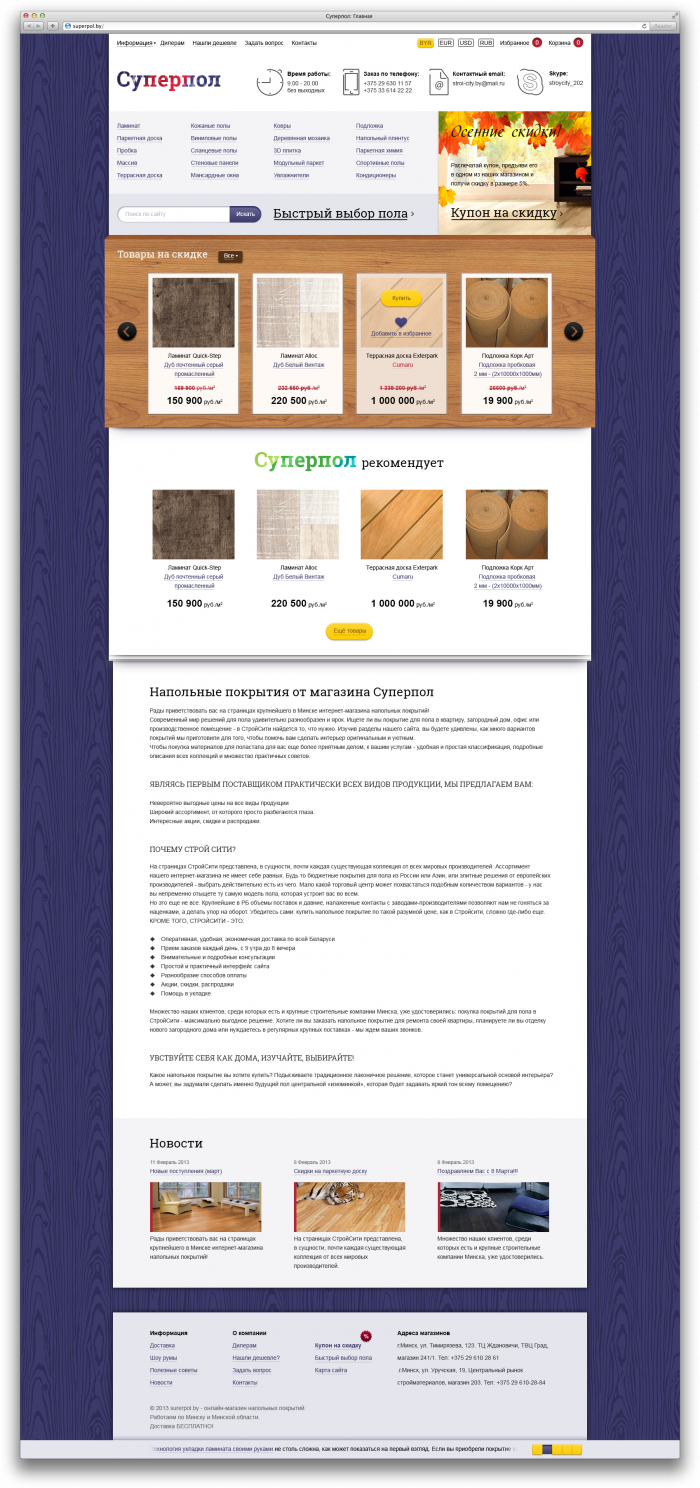 Суперпол: Главная
superpol.by/
Информация Дилерам Нашли дешевле Задать вопрос Контакты
BYR EUR USD RUB Избранное 0 Корзина 0
Суперпол
Время работы:
9.00 - 20.00
без выходных
Заказ по телефону:
+375 29 630 11 57
+375 33 614 22 22
Контактный email:
stroi-city.by@mail.ru
Skype:
stroycity_202
Ламинат
Паркетная доска
Пробка
Массив
Террасная доска
Кожаные полы
Виниловые полы
Сланцевые полы
Стеновые панели
Мансардные окна
Ковры
Деревянная мозаика
3D плитка
Модульный паркет
Увлажнители
Подложка
Напольный плинтус
Паркетная химия
Спортивные полы
Кондиционеры
Осенние скидки!
Распечатай купон, предъяви его
в одном из наших магазином и
получи скидку в размере 5%.
Купон на скидку ›
Поиск по сайту Искать
Быстрый выбор пола ›
Товары на скидке Все
Ламинат Quick-Step
Дуб почтенный серый
промасленный
169 900 руб./м²
150 900 руб./м²
Ламинат Alloc
Дуб Белый Винтаж
232 650 руб./м²
220 500 руб./м²
Купить
Добавить в избранное
Террасная доска Exterpark
Cumaru
1 239 200 руб./м²
1 000 000 руб./м²
Подложка Корк Арт
Подложка пробковая
2 мм - (2х10000х1000мм)
26600 руб./м²
19 900 руб./м²
Суперпол рекомендует
Ламинат Quick-Step
Дуб почтенный серый
промасленный
150 900 руб./м²
Ламинат Alloc
Дуб Белый Винтаж
220 500 руб./м²
Террасная доска Exterpark
Cumaru
1 000 000 руб./м²
Подложка Корк Арт
Подложка пробковая
2 мм - (2х10000х1000мм)
19 900 руб./м²
Ещё товары
Напольные покрытия от магазина Суперпол
Рады приветствовать вас на страницах крупнейшего в Минске интернет-магазина напольных покрытий!
Современный мир решений для пола удивительно разнообразен и ярок. Ищете ли вы покрытие для пола в квартиру, загородный дом, офис или
производственное помещение - в СтройСити найдется то, что нужно. Изучив разделы нашего сайта, вы будете удивлены, как много вариантов
покрытий мы приготовили для того, чтобы помочь вам сделать интерьер оригинальным и уютным.
Чтобы покупка материалов для поластала для вас еще более приятным делом, к вашим услугам - удобная и простая классификация, подробные
описания всех коллекций и множество практичных советов.
ЯВЛЯЯСЬ ПЕРВЫМ ПОСТАВЩИКОМ ПРАКТИЧЕСКИ ВСЕХ ВИДОВ ПРОДУКЦИИ, МЫ ПРЕДЛАГАЕМ ВАМ:
Невероятно выгодные цены на все виды продукции
Широкий ассортимент, от которого просто разбегаются глаза.
Интересные акции, скидки и распродажи.
ПОЧЕМУ СТРОЙ СИТИ?
На страницах СтройСити представлена, в сущности, почти каждая существующая коллекция от всех мировых производителей. Ассортимент
нашего интернет-магазина не имеет себе равных. Будь то бюджетные покрытия для пола из России или Азии, или элитные решения от европейских
производителей - выбрать действительно есть из чего. Мало какой торговый центр может похвастаться подобным количеством вариантов - у нас
вы непременно отыщете ту самую модель пола, которая устроит вас во всем.
Но это еще не все. Крупнейшие в РБ объемы поставок и давние, налаженные контакты с заводами-производителями позволяют нам не гоняться за
наценками, а делать упор на оборот. Убедитесь сами: купить напольное покрытие по такой разумной цене, как в Стройсити, сложно где-либо еще.
КРОМЕ ТОГО, СТРОЙСИТИ - ЭТО:
Оперативная, удобная, экономичная доставка по всей Беларуси
Прием заказов каждый день, с 9 утра до 8 вечера
Внимательные и подробные консультации
Простой и практичный интерфейс сайта
Разнообразие способов оплаты
Акции, скидки, распродажи
Помощь в укладке
Множество наших клиентов, среди которых есть и крупные строительные компании Минска, уже удостоверились: покупка покрытий для пола в
СтройСити - максимально выгодное решение. Хотите ли вы заказать напольное покрытие для ремонта своей квартиры, планируете ли вы отделку
нового загородного дома или нуждаетесь в регулярных крупных поставках - мы ждем ваших звонков.
УВСТВУЙТЕ СЕБЯ КАК ДОМА, ИЗУЧАЙТЕ, ВЫБИРАЙТЕ!
Какое напольное покрытие вы хотите купить? Подыскиваете традиционное лаконичное решение, которое станет универсальной основой интерьера?
А может, вы задумали сделать именно будущий пол центральной «изюминкой», которая будет задавать яркий тон всему помещению?
Новости
11 Февраль 2013
Новые поступления (март)
Рады приветствовать вас на страницах
крупнейшего в Минске интернет-магазина
напольных покрытий!
8 Февраль 2013
Скидки на паркетную доску
На страницах СтройСити представлена,
в сущности, почти каждая существующая
коллекция от всех мировых
производителей.
8 Февраль 2013
Поздравляем Вас с 8 Марта!!!
Множество наших клиентов, среди
которых есть и крупные строительные
компании Минска, уже удостоверились.
Информация
Доставка
Шоу румы
Полезные советы
Новости
О компании
Дилерам
Нашли дешевле?
Задать вопрос
Контакты
%
Купон на скидку
Быстрый выбор пола
Карта сайта
Адреса магазинов
г.Минск, ул. Тимирязева, 123. ТЦ Ждановичи, ТВЦ Град,
магазин 241/1. Тел: +375 29 610 28 61
г.Минск, ул. Уручская, 19, Центральный рынок
стройматериалов, магазин 203. Тел: +375 29 610-28-84
© 2013 surerpol.by - онлайн-магазин напольных покрытий
Работаем по Минску и Минской области.
Доставка БЕСПЛАТНО!
технология укладки ламината своими руками не столь сложна, как может показаться на первый взгляд. Если вы приобрели покрытие